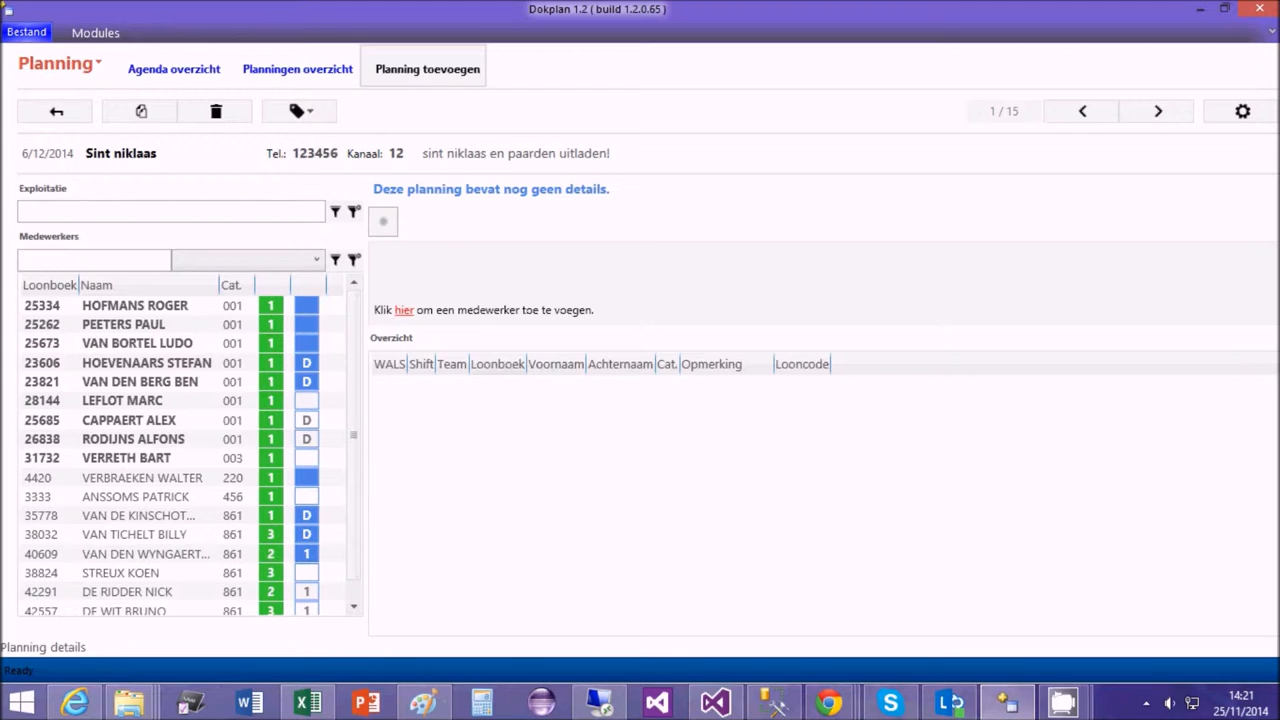 Dokplan 1.2 ( build 1.2.0.65 )
Bestand Modules
Planning Agenda overzicht Planningen overzicht Planning toevoegen
1 / 15
6/12/2014 Sint niklaas Tel.: 123456 Kanaal: 12 sint niklaas en paarden uitladen!
Exploitatie
Deze planning bevat nog geen details.
Medewerkers
Loonboek Naam Cat.
25334 HOFMANS ROGER 001 1
25262 PEETERS PAUL 001 1
25673 VAN BORTEL LUDO 001 1
23606 HOEVENAARS STEFAN 001 1 D
23821 VAN DEN BERG BEN 001 1 D
28144 LEFLOT MARC 001 1
25685 CAPPAERT ALEX 001 1 D
26838 RODIJNS ALFONS 001 1 D
31732 VERRETH BART 003 1
4420 VERBRAEKEN WALTER 220 1
3333 ANSSOMS PATRICK 456 1
35778 VAN DE KINSCHOT... 861 1 D
38032 VAN TICHELT BILLY 861 3 D
40609 VAN DEN WYNGAERT... 861 2 1
38824 STREUX KOEN 861 3
42291 DE RIDDER NICK 861 2 1
42557 DE WIT BRUNO 861 3 1
Klik hier om een medewerker toe te voegen.
Overzicht
WALS Shift Team Loonboek Voornaam Achternaam Cat. Opmerking Looncode
Planning details
Ready
14:21
25/11/2014